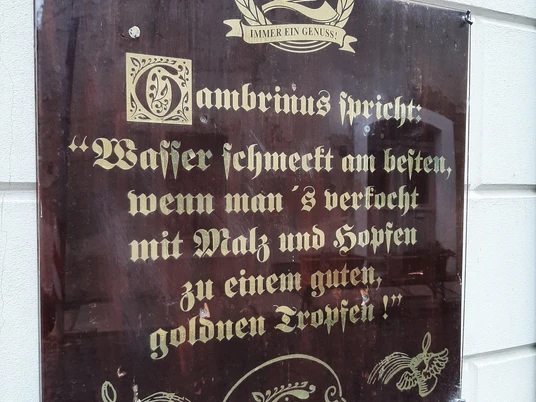 IMMER EIN GENUSS!
Gambrinus spricht:
“Wasser schmeckt am besten,
wenn man´s verkocht
mit Malz und Hopfen
zu einem guten,
goldnen Tropfen!”